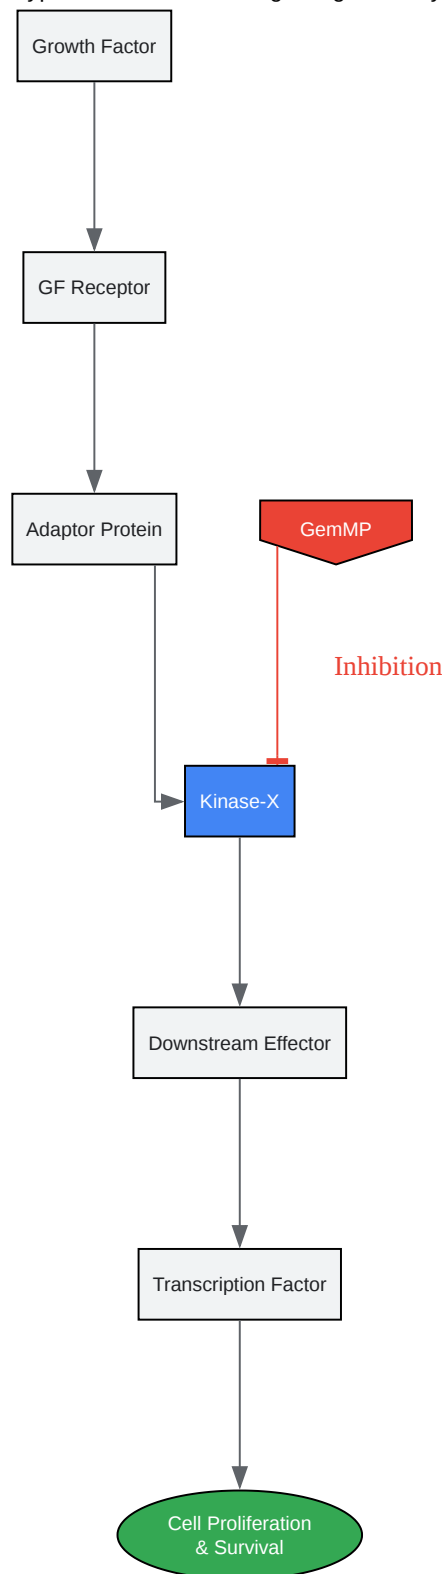 Growth Factor
GF Receptor
Adaptor Protein
GemMP
Inhibition
Kinase-X
Downstream Effector
Transcription Factor
Cell Proliferation
& Survival